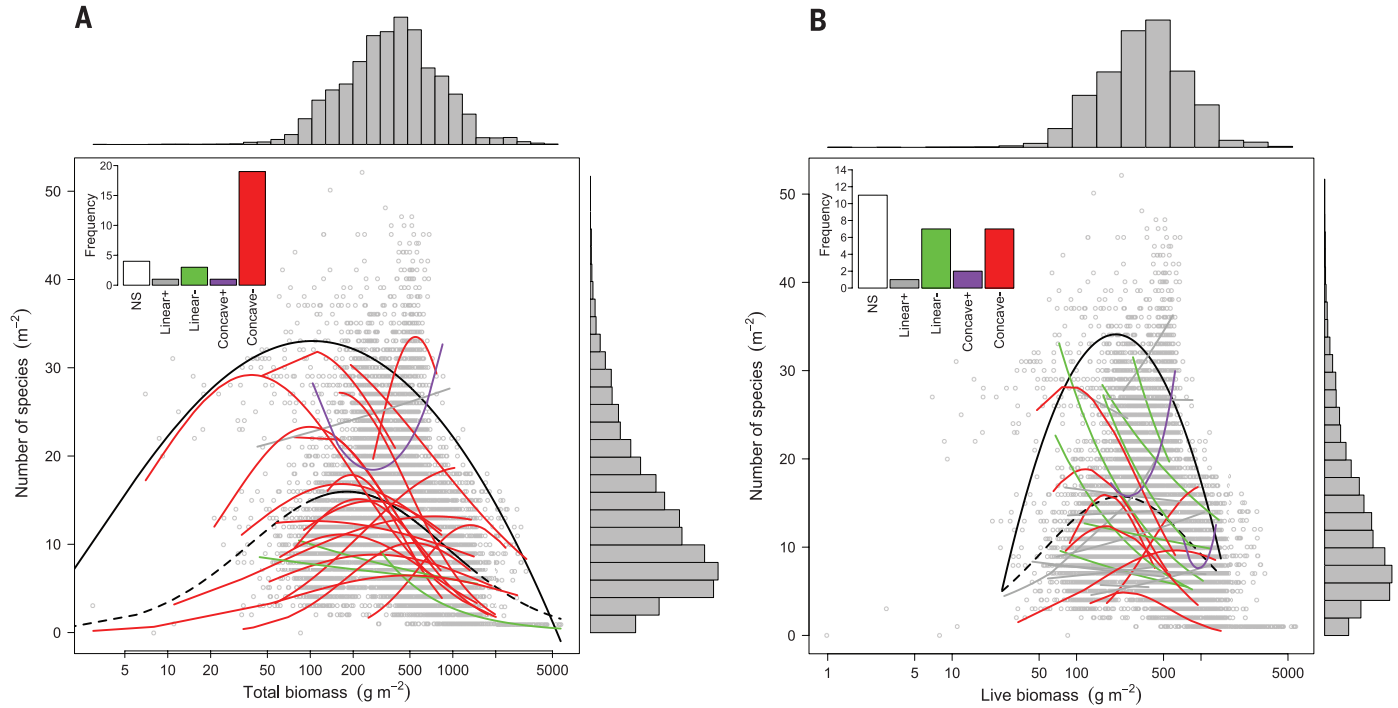 A
20
15
10
5
0
Frequency
NS
Linear+
Linear-
Concave+
Concave-
50
40
30
20
10
0
Number of species (m⁻²)
5 10 20 50 100 200 500 1000 5000
Total biomass (g m⁻²)
B
14
12
10
8
6
4
2
0
Frequency
NS
Linear+
Linear-
Concave+
Concave-
50
40
30
20
10
0
Number of species (m⁻²)
1 5 10 50 100 500 5000
Live biomass (g m⁻²)